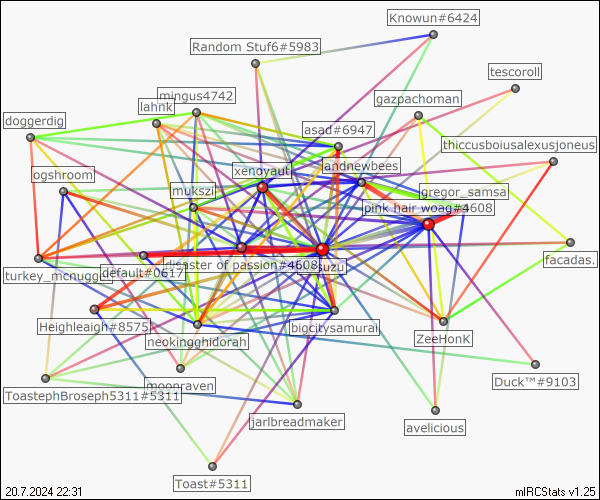 Knowun#6424
Random Stuf6#5983
tescoroll
mingus4742
gazpachoman
lahnk
doggerdig
asad#6947
thiccusboiusalexusjoneus
xenoyaut
landnewbees
ogshroom
mukszi
gregor_samsa
pink hair woag#4608
disaster of passion#4608
suzu
facadas.
turkey_mcnugget
default#0617
Heighleaigh#8575
bigcitysamurai
neokingghidorah
ZeeHonK
moonraven
Duck™#9103
ToastephBroseph5311#5311
jarlbreadmaker
avelicious
Toast#5311
20.7.2024 22:31
mIRCStats v1.25